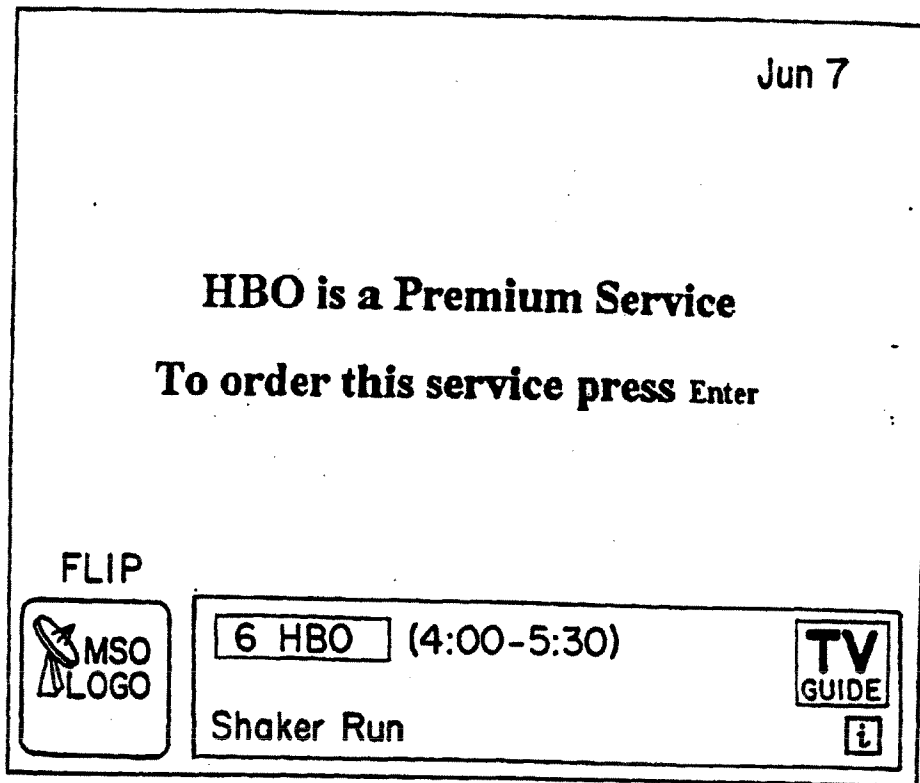 Jun 7
HBO is a Premium Service
To order this service press Enter
FLIP
MSO
LOGO
6 HBO (4:00-5:30)
TV
GUIDE
Shaker Run
i